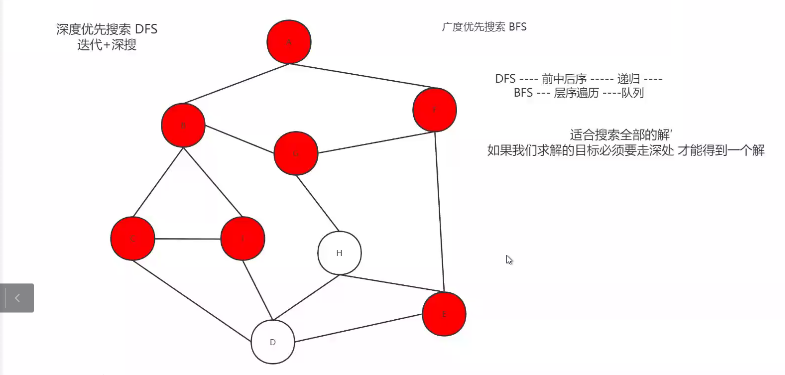 深度优先搜索 DFS
迭代+深搜
广度优先搜索 BFS
DFS ---- 前中后序 ----- 递归 ----
BFS --- 层序遍历 ----队列
适合搜索全部的解'
如果我们求解的目标必须要走深处 才能得到一个解
H
D